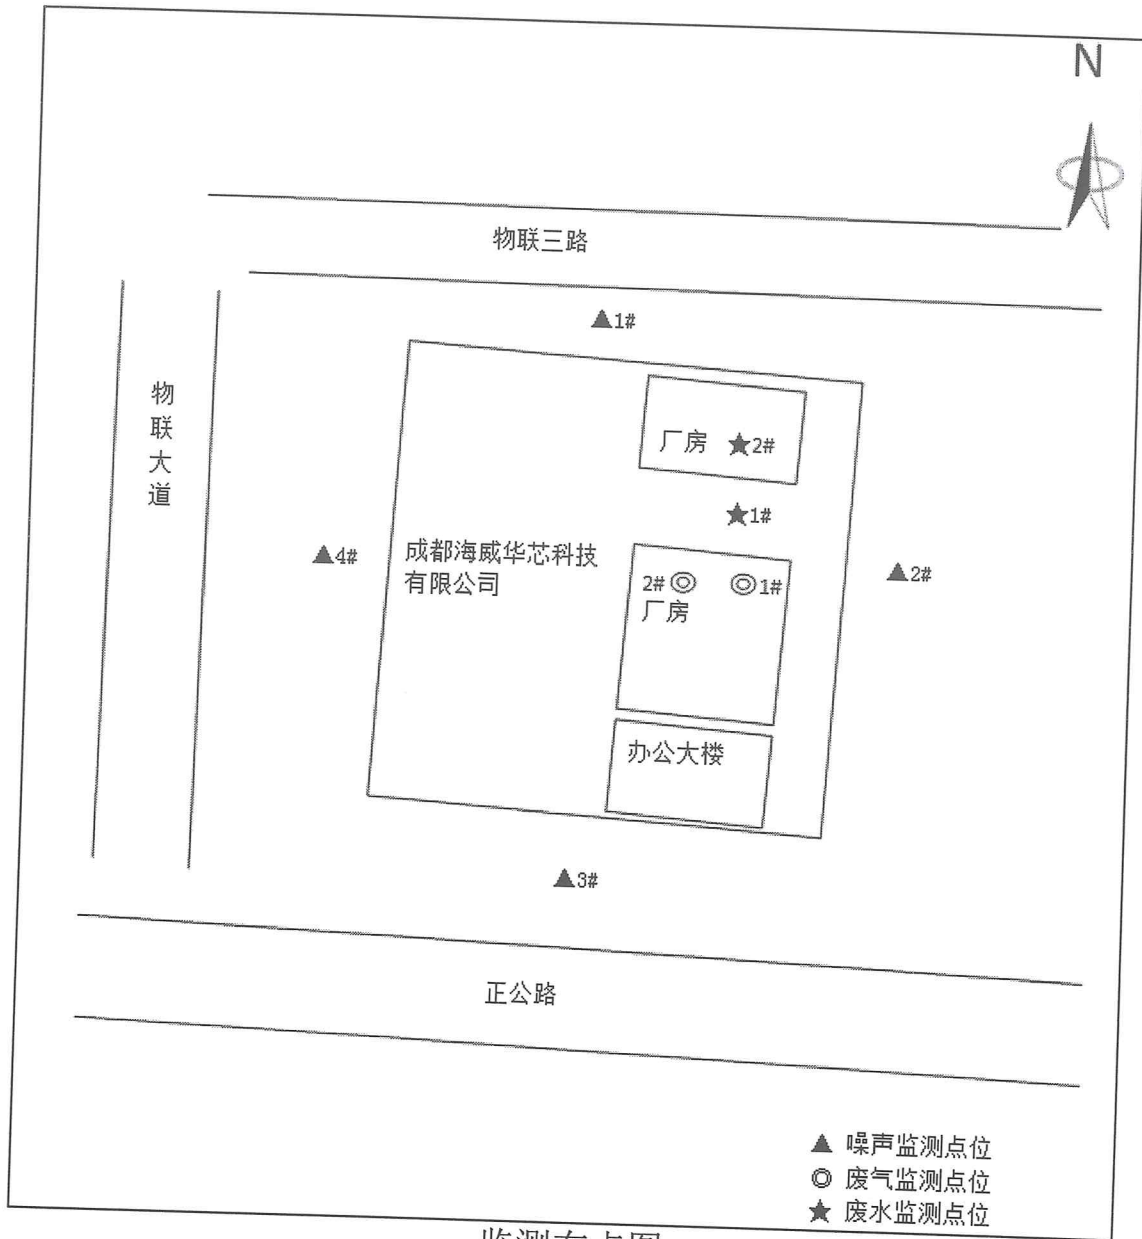 N
物联三路
▲1#
物联大道
厂房 ★2#
★1#
▲4#
成都海威华芯科技
有限公司
▲2#
2#◎ ◎1#
厂房
办公大楼
▲3#
正公路
▲ 噪声监测点位
◎ 废气监测点位
★ 废水监测点位